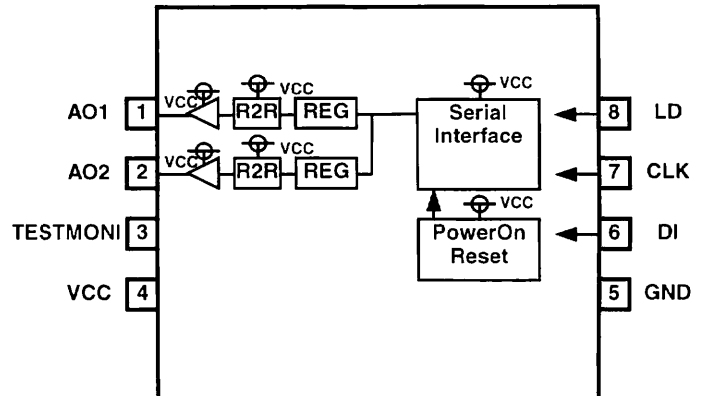 VCC
VCC
VCC
AO1
1
R2R
REG
Serial
Interface
8
LD
VCC
VCC
AO2
2
R2R
REG
7
CLK
VCC
TESTMONI
3
PowerOn
Reset
6
DI
VCC
4
5
GND